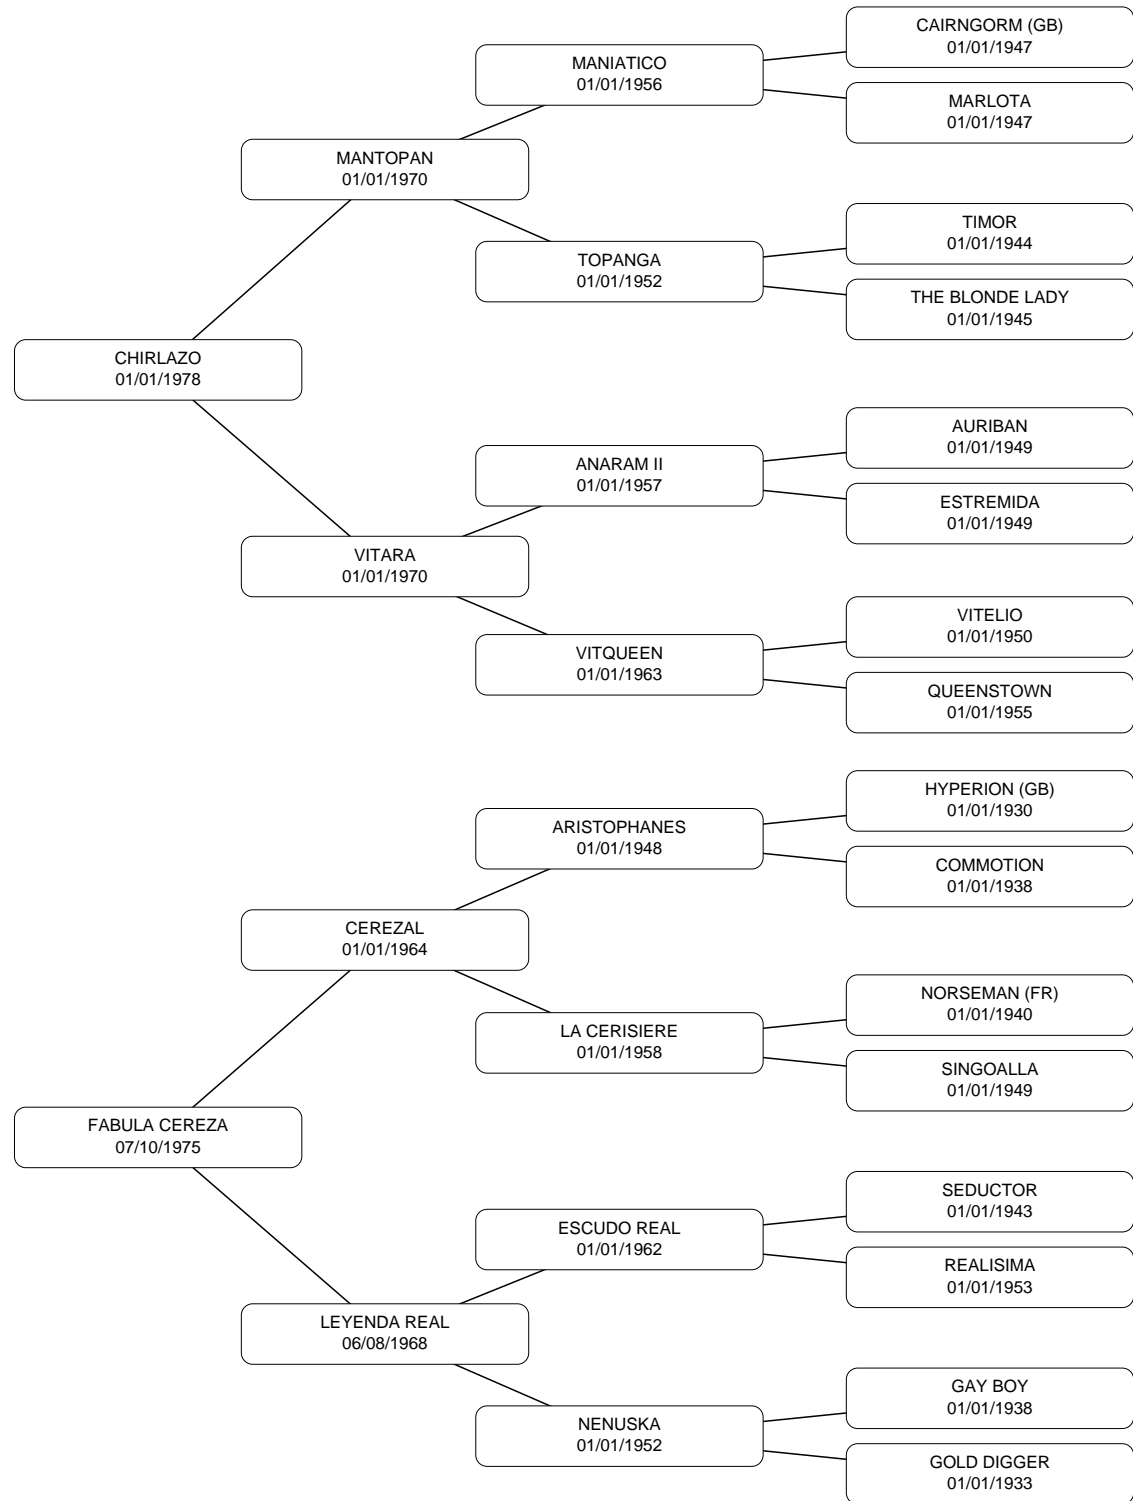 CAIRNGORM (GB)
01/01/1947
MANIATICO
01/01/1956
MARLOTA
01/01/1947
MANTOPAN
01/01/1970
TIMOR
01/01/1944
TOPANGA
01/01/1952
THE BLONDE LADY
01/01/1945
CHIRLAZO
01/01/1978
AURIBAN
01/01/1949
ANARAM II
01/01/1957
ESTREMIDA
01/01/1949
VITARA
01/01/1970
VITELIO
01/01/1950
VITQUEEN
01/01/1963
QUEENSTOWN
01/01/1955
HYPERION (GB)
01/01/1930
ARISTOPHANES
01/01/1948
COMMOTION
01/01/1938
CEREZAL
01/01/1964
NORSEMAN (FR)
01/01/1940
LA CERISIERE
01/01/1958
SINGOALLA
01/01/1949
FABULA CEREZA
07/10/1975
SEDUCTOR
01/01/1943
ESCUDO REAL
01/01/1962
REALISIMA
01/01/1953
LEYENDA REAL
06/08/1968
GAY BOY
01/01/1938
NENUSKA
01/01/1952
GOLD DIGGER
01/01/1933